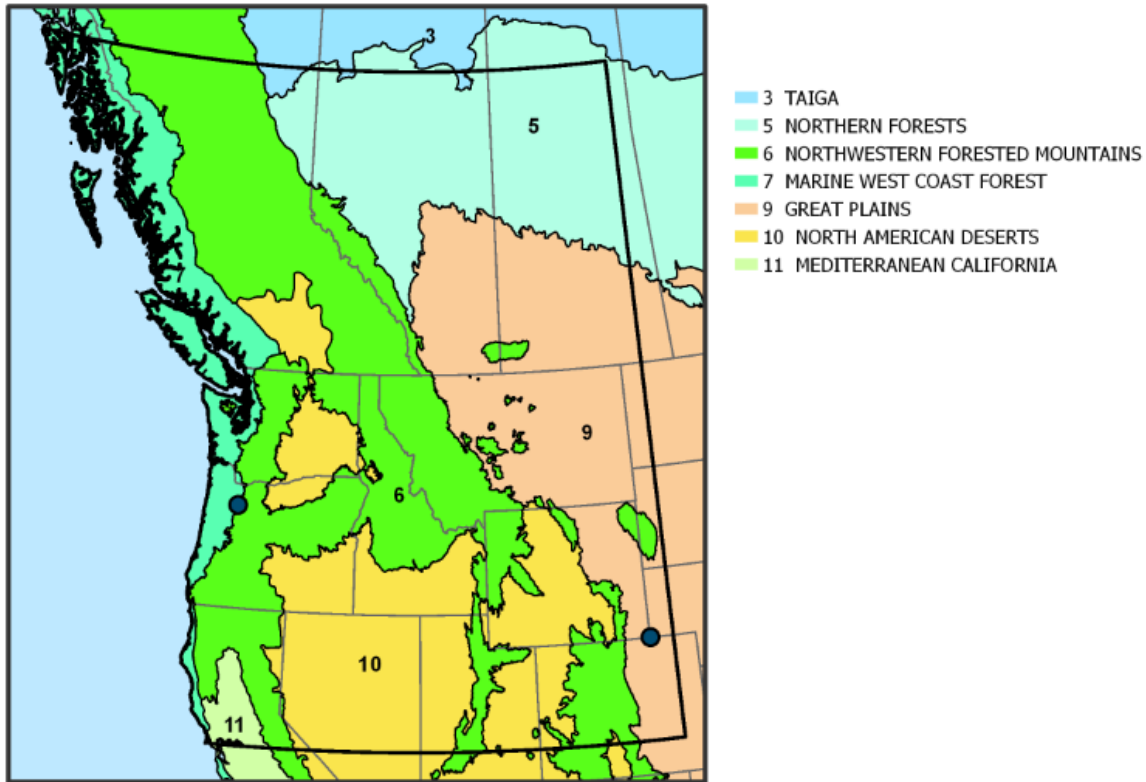 3
5
7
9
6
10
11
3 TAIGA
5 NORTHERN FORESTS
6 NORTHWESTERN FORESTED MOUNTAINS
7 MARINE WEST COAST FOREST
9 GREAT PLAINS
10 NORTH AMERICAN DESERTS
11 MEDITERRANEAN CALIFORNIA